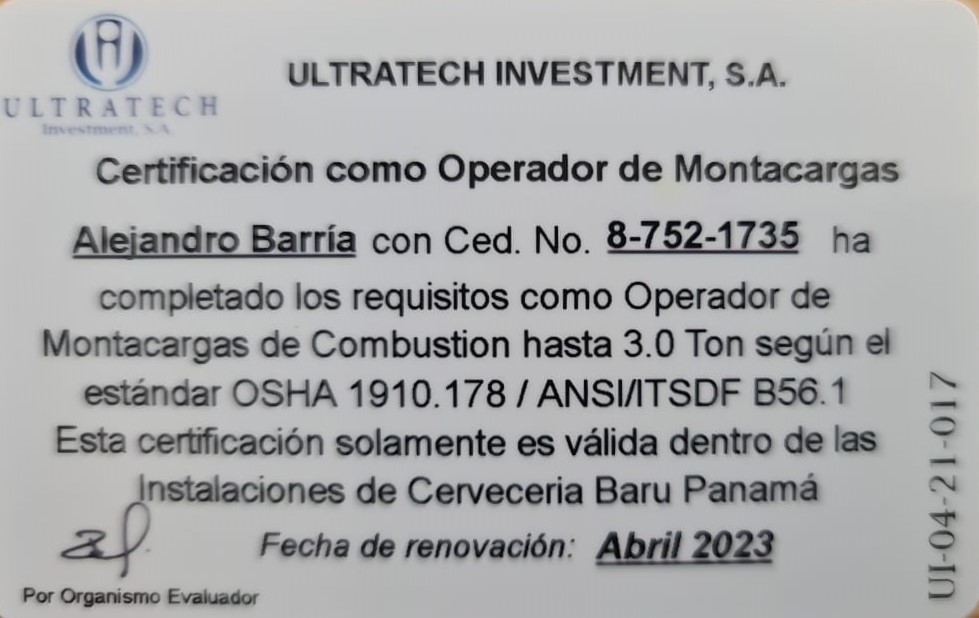 ULTRATECH
Investment, S.A.
ULTRATECH INVESTMENT, S.A.
Certificación como Operador de Montacargas
Alejandro Barría con Ced. No. 8-752-1735 ha
completado los requisitos como Operador de
Montacargas de Combustion hasta 3.0 Ton según el
estándar OSHA 1910.178 / ANSI/ITSDF B56.1
Esta certificación solamente es válida dentro de las
Instalaciones de Cerveceria Baru Panamá
Fecha de renovación: Abril 2023
Por Organismo Evaluador
UI-04-21-017